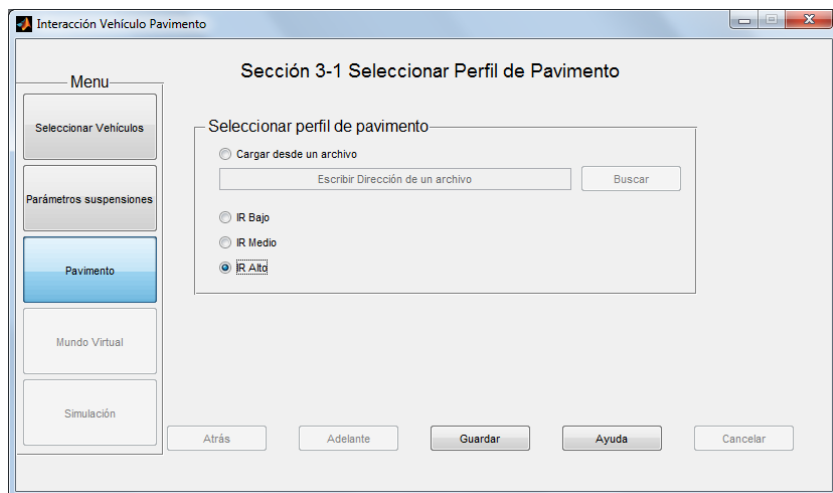 Interacción Vehículo Pavimento
Sección 3-1 Seleccionar Perfil de Pavimento
Menu
Seleccionar Vehículos
Parámetros suspensiones
Pavimento
Mundo Virtual
Simulación
Seleccionar perfil de pavimento
Cargar desde un archivo
Escribir Dirección de un archivo
Buscar
IR Bajo
IR Medio
IR Alto
Atrás
Adelante
Guardar
Ayuda
Cancelar